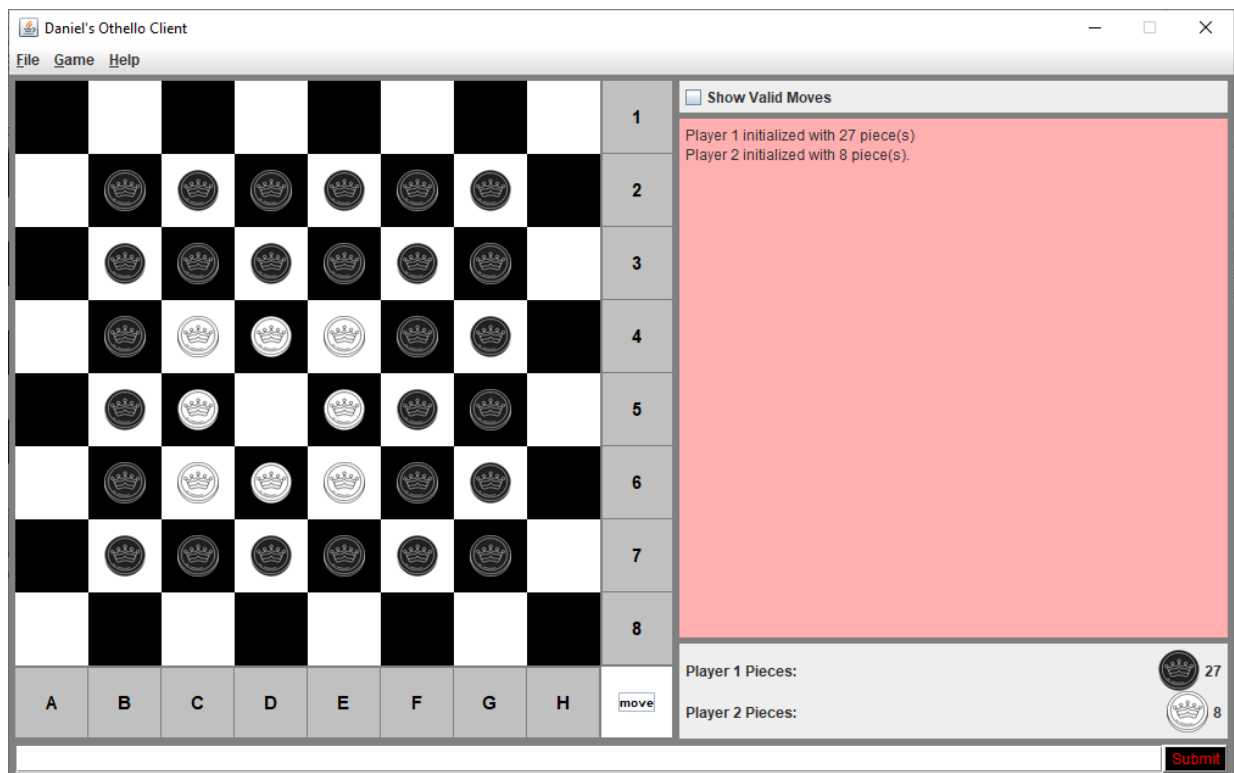 Daniel's Othello Client
File Game Help
Show Valid Moves
Player 1 initialized with 27 piece(s)
Player 2 initialized with 8 piece(s).
1
2
3
4
5
6
7
8
A B C D E F G H move
Player 1 Pieces: 27
Player 2 Pieces: 8
Submit